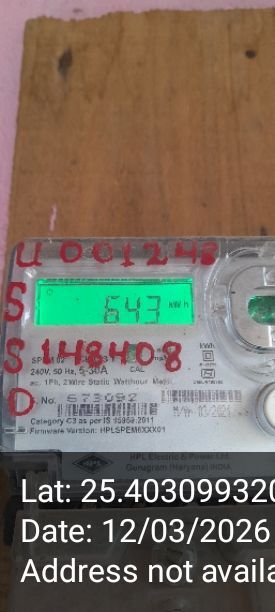 U 001248
S
643 kWh
S 148408
D
240V, 50 Hz, 5-30A
CAL
ac, 1Ph, 2 Wire Static Watthour Meter
S. No. 673092
Category C3 as per IS 15959:2011
Firmware Version: HPLSPEM6XXX01
HPL Electric & Power Ltd.
Gurugram (Haryana) INDIA
Lat: 25.403099320
Date: 12/03/2026
Address not availa